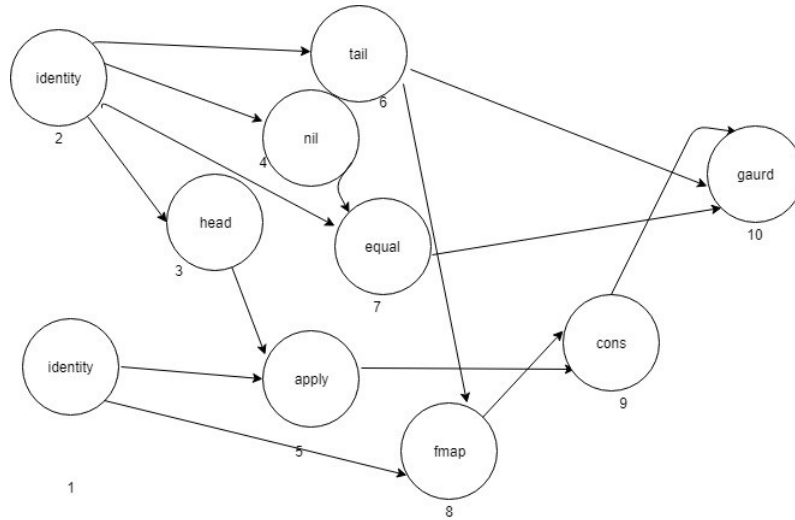 tail
identity
6
nil
2
4
gaurd
head
10
equal
3
7
cons
identity
apply
9
5
fmap
1
8